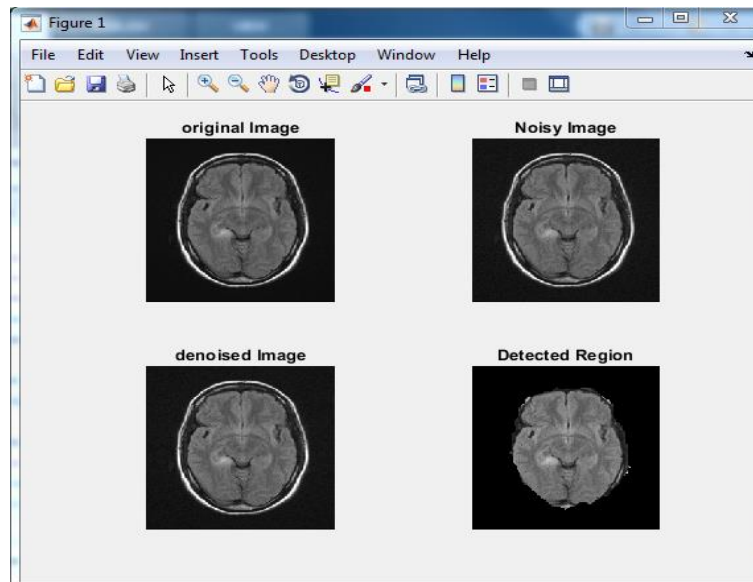 Figure 1
File Edit View Insert Tools Desktop Window Help
original Image
Noisy Image
denoised Image
Detected Region